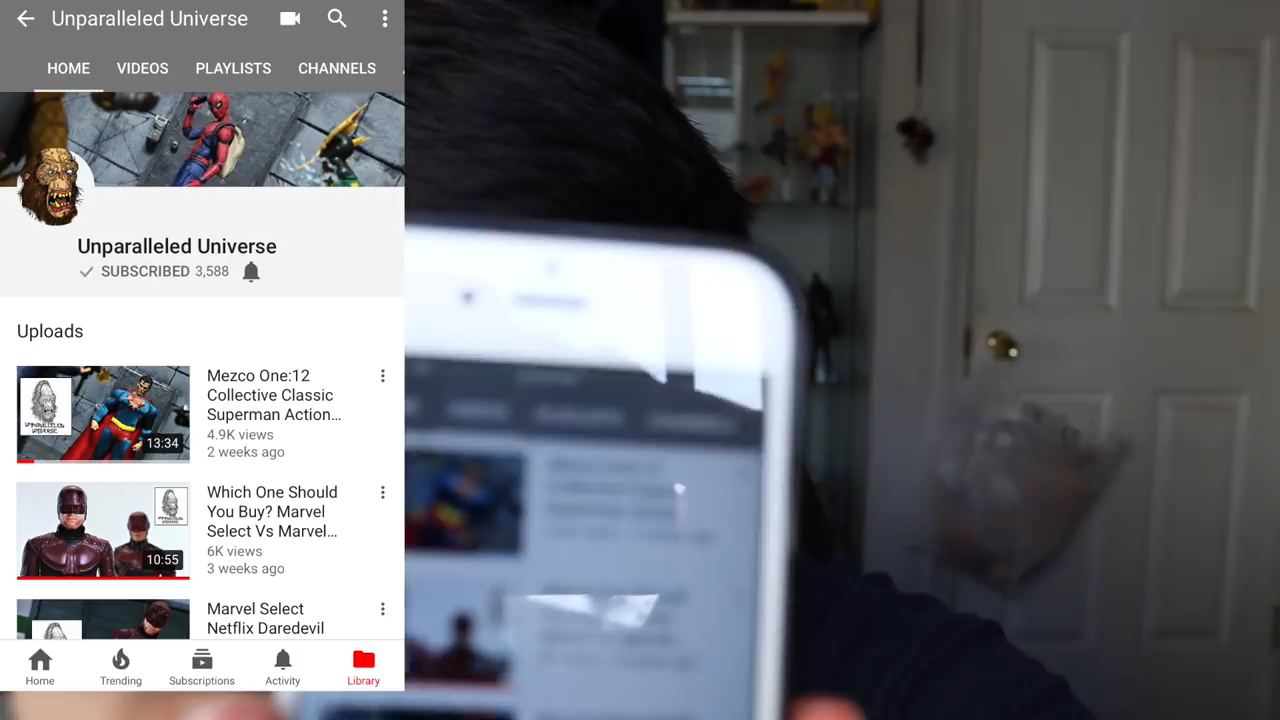 Unparalleled Universe
HOME VIDEOS PLAYLISTS CHANNELS
Unparalleled Universe
SUBSCRIBED 3,588
Uploads
Mezco One:12
Collective Classic
Superman Action...
4.9K views
2 weeks ago
13:34
Which One Should
You Buy? Marvel
Select Vs Marvel...
6K views
3 weeks ago
10:55
Marvel Select
Netflix Daredevil
Home Trending Subscriptions Activity Library